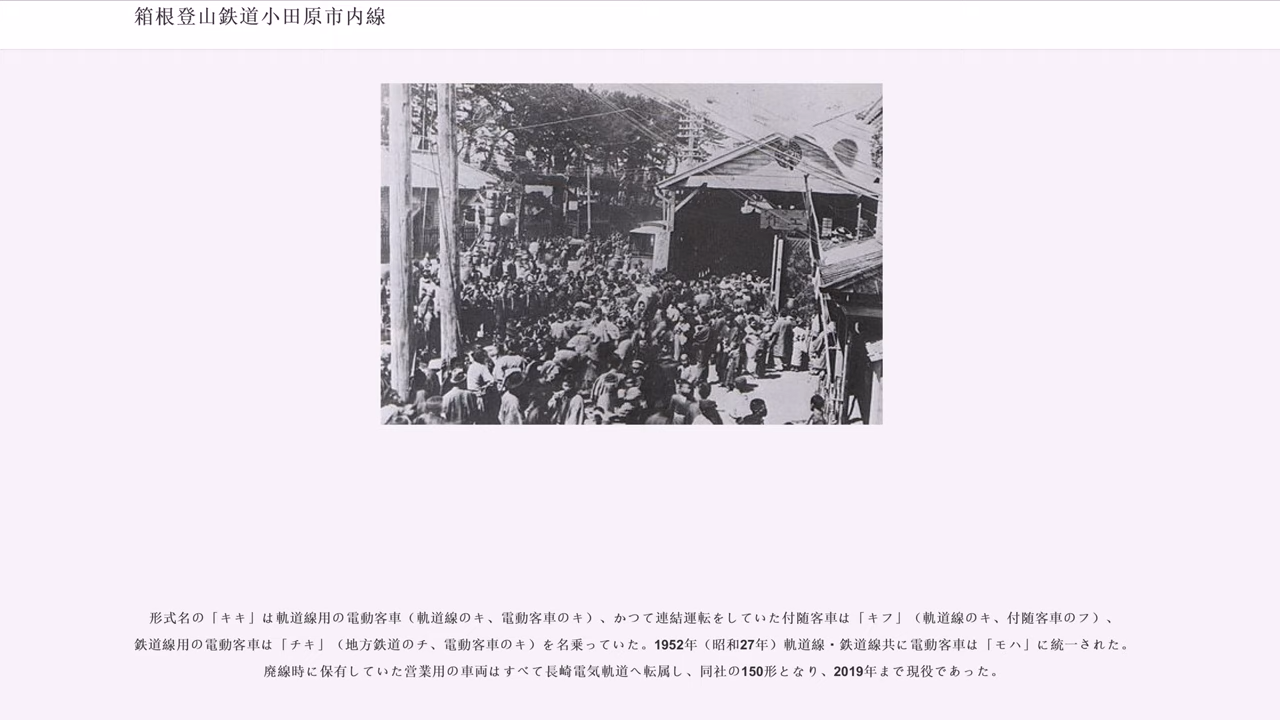 箱根登山鉄道小田原市内線
形式名の「キキ」は軌道線用の電動客車（軌道線のキ、電動客車のキ）、かつて連結運転をしていた付随客車は「キフ」（軌道線のキ、付随客車のフ）、
鉄道線用の電動客車は「チキ」（地方鉄道のチ、電動客車のキ）を名乗っていた。1952年（昭和27年）軌道線・鉄道線共に電動客車は「モハ」に統一された。
廃線時に保有していた営業用の車両はすべて長崎電気軌道へ転属し、同社の150形となり、2019年まで現役であった。